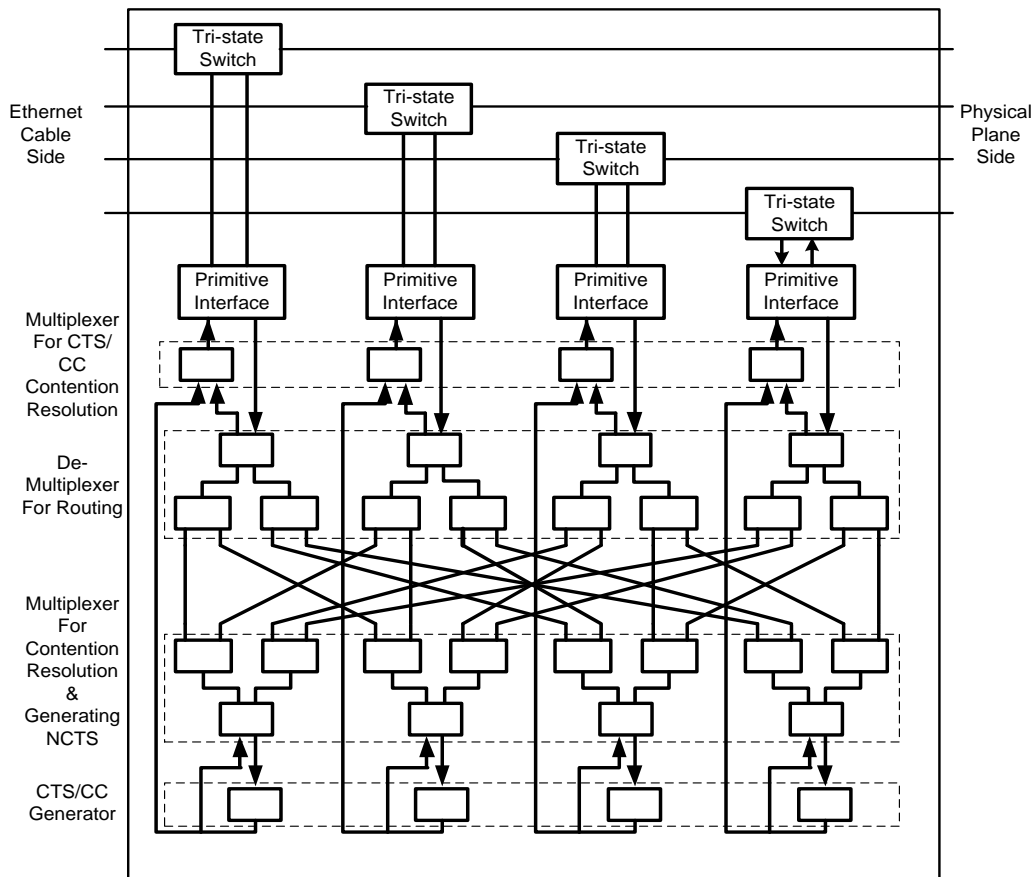 Tri-state
Switch
Tri-state
Switch
Tri-state
Switch
Tri-state
Switch
Ethernet
Cable
Side
Physical
Plane
Side
Primitive
Interface
Primitive
Interface
Primitive
Interface
Primitive
Interface
Multiplexer
For CTS/
CC
Contention
Resolution
De-
Multiplexer
For Routing
Multiplexer
For
Contention
Resolution
&
Generating
NCTS
CTS/CC
Generator